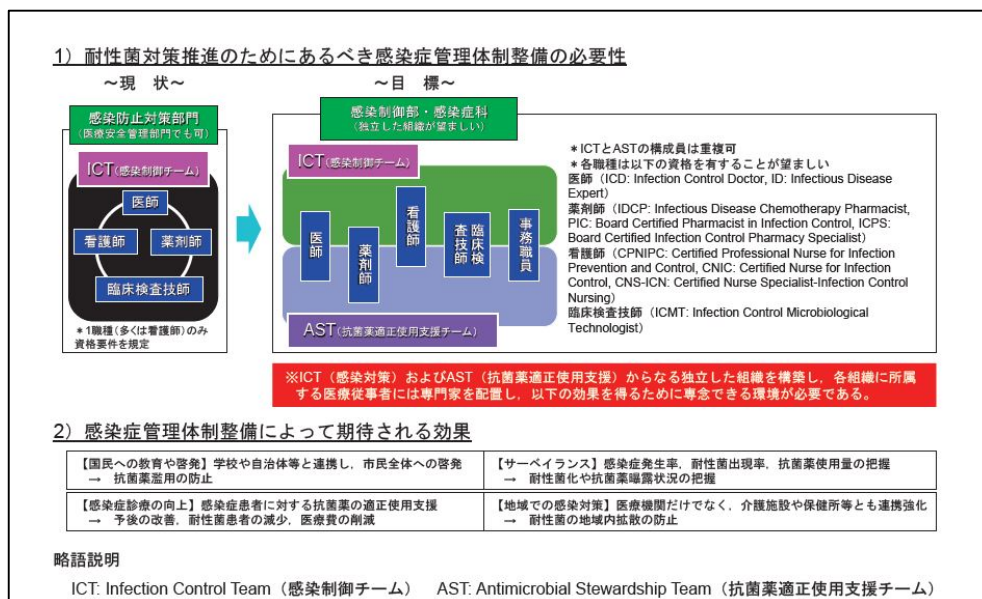 1）耐性菌対策推進のためにあるべき感染症管理体制整備の必要性
～現　状～
感染防止対策部門
（医療安全管理部門でも可）
ICT（感染制御チーム）
医師
看護師
薬剤師
臨床検査技師
＊1職種（多くは看護師）のみ
資格要件を規定
～目　標～
感染制御部・感染症科
（独立した組織が望ましい）
ICT（感染制御チーム）
医師
薬剤師
看護師
臨床検
査技師
事務職員
AST（抗菌薬適正使用支援チーム）
＊ICTとASTの構成員は重複可
＊各職種は以下の資格を有することが望ましい
医師（ICD: Infection Control Doctor, ID: Infectious Disease
Expert）
薬剤師（IDCP: Infectious Disease Chemotherapy Pharmacist,
PIC: Board Certified Pharmacist in Infection Control, ICPS:
Board Certified Infection Control Pharmacy Specialist）
看護師（CPNIPC: Certified Professional Nurse for Infection
Prevention and Control, CNIC: Certified Nurse for Infection
Control, CNS-ICN: Certified Nurse Specialist-Infection Control
Nursing）
臨床検査技師（ICMT: Infection Control Microbiological
Technologist）
※ICT（感染対策）およびAST（抗菌薬適正使用支援）からなる独立した組織を構築し，各組織に所属
する医療従事者には専門家を配置し，以下の効果を得るために専念できる環境が必要である。
2）感染症管理体制整備によって期待される効果
【国民への教育や啓発】学校や自治体等と連携し，市民全体への啓発
→　抗菌薬濫用の防止
【サーベイランス】感染症発生率，耐性菌出現率，抗菌薬使用量の把握
→　耐性菌化や抗菌薬曝露状況の把握
【感染症診療の向上】感染症患者に対する抗菌薬の適正使用支援
→　予後の改善，耐性菌患者の減少，医療費の削減
【地域での感染対策】医療機関だけでなく，介護施設や保健所等とも連携強化
→　耐性菌の地域内拡散の防止
略語説明
ICT: Infection Control Team（感染制御チーム）　AST: Antimicrobial Stewardship Team（抗菌薬適正使用支援チーム）